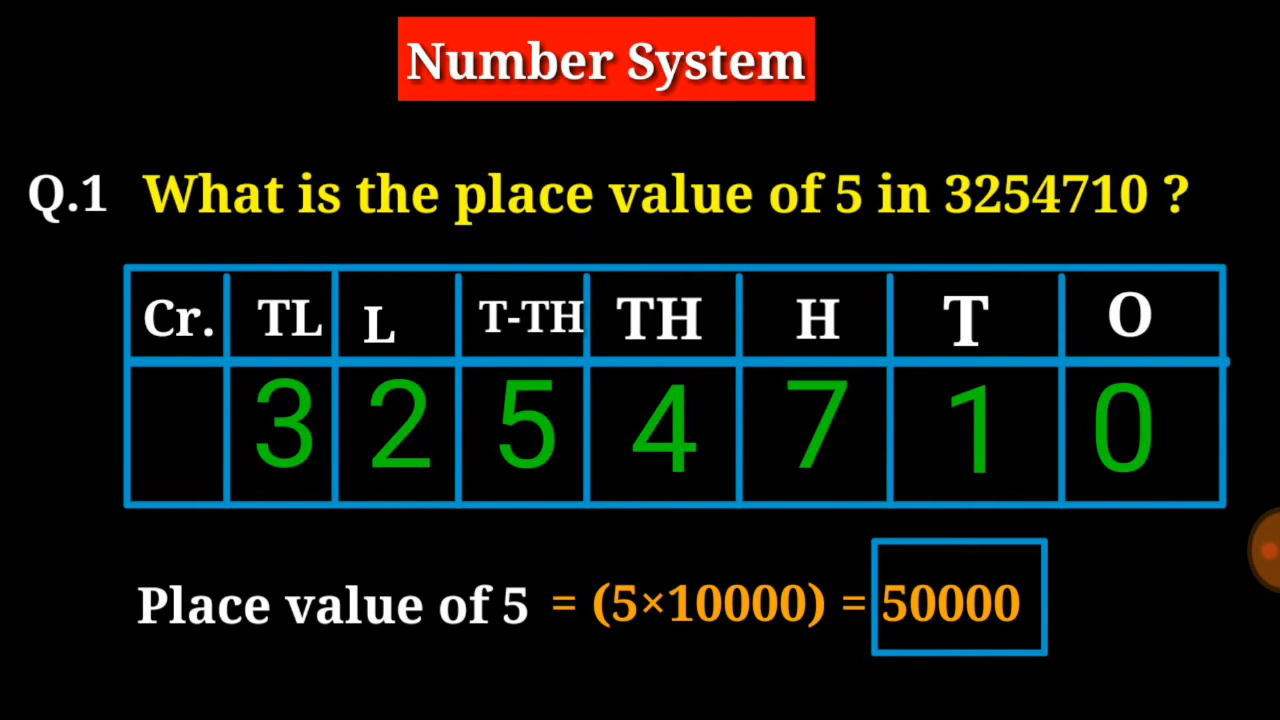 Number System
Q.1 What is the place value of 5 in 3254710 ?
Cr. TL L T-TH TH H T O
3 2 5 4 7 1 0
Place value of 5 = (5×10000) = 50000